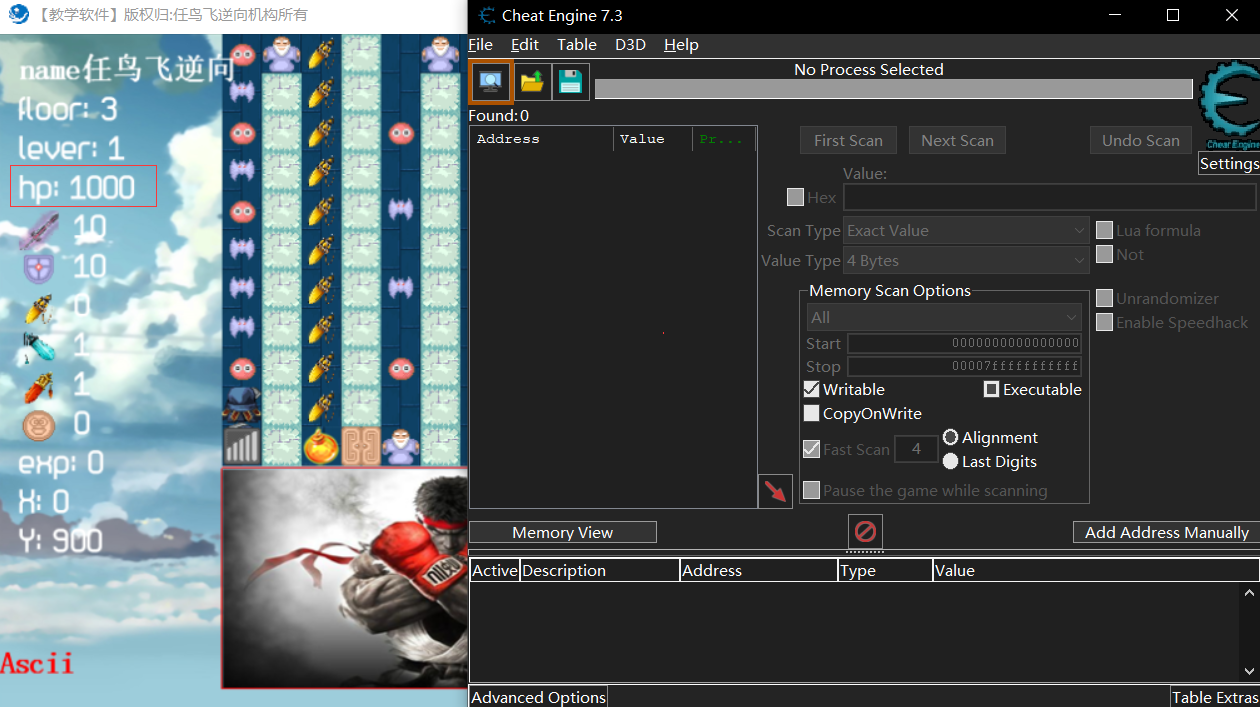 【教学软件】版权归:任鸟飞逆向机构所有
name任鸟飞逆向
floor: 3
lever: 1
hp: 1000
10
10
0
1
1
0
exp: 0
X: 0
Y: 900
Ascii
Cheat Engine 7.3
File Edit Table D3D Help
No Process Selected
Found: 0
Address Value Pr...
First Scan Next Scan Undo Scan
Cheat Engine
Settings
Value:
Hex
Scan Type Exact Value
Lua formula
Value Type 4 Bytes
Not
Memory Scan Options
All
Unrandomizer
Enable Speedhack
Start 0000000000000000
Stop 00007fffffffffff
Writable Executable
CopyOnWrite
Fast Scan 4
Alignment
Last Digits
Pause the game while scanning
Memory View
Add Address Manually
Active Description Address Type Value
Advanced Options
Table Extras